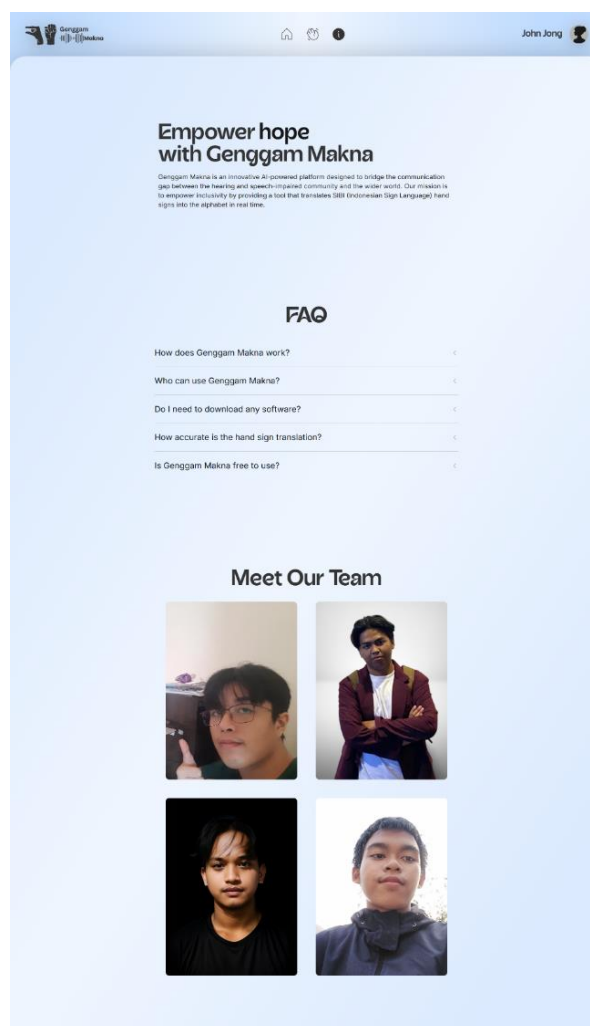 Genggam
Makna
John Jong
Empower hope
with Genggam Makna
Genggam Makna is an innovative AI-powered platform designed to bridge the communication
gap between the hearing and speech-impaired community and the wider world. Our mission is
to empower inclusivity by providing a tool that translates SIBI (Indonesian Sign Language) hand
signs into the alphabet in real time.
FAQ
How does Genggam Makna work?
Who can use Genggam Makna?
Do I need to download any software?
How accurate is the hand sign translation?
Is Genggam Makna free to use?
Meet Our Team